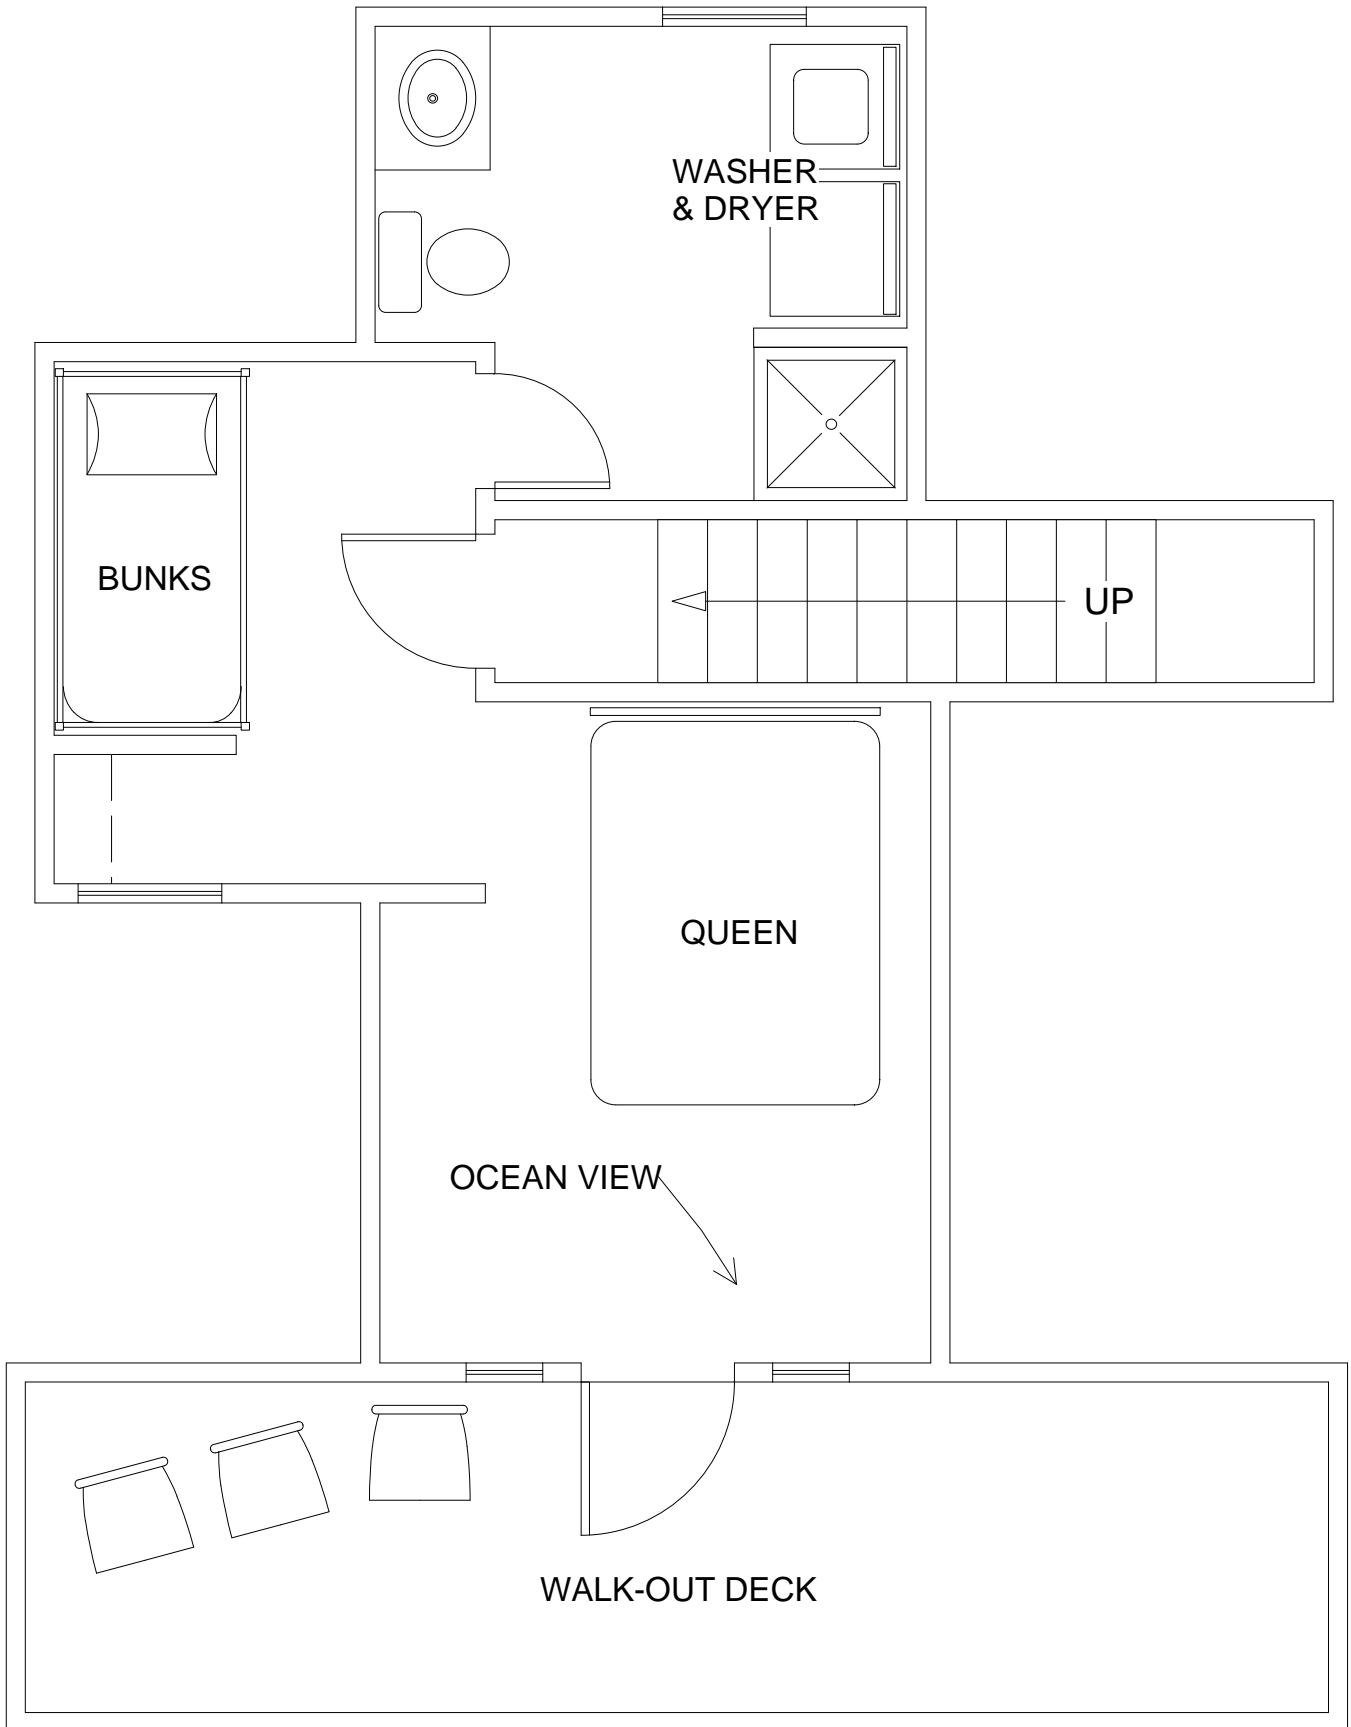 WASHER
& DRYER
BUNKS
UP
QUEEN
OCEAN VIEW
WALK-OUT DECK